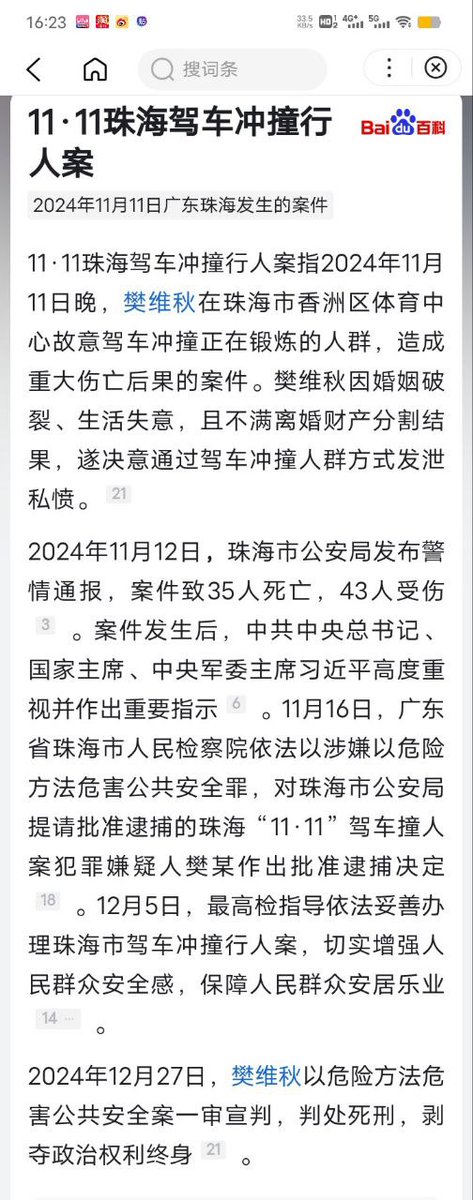 16:23
33.5
KB/s
HD 1 2
4G+
5G
搜词条
11·11珠海驾车冲撞行
人案
Bai du 百科
2024年11月11日广东珠海发生的案件
11·11珠海驾车冲撞行人案指2024年11月
11日晚，樊维秋在珠海市香洲区体育中
心故意驾车冲撞正在锻炼的人群，造成
重大伤亡后果的案件。樊维秋因婚姻破
裂、生活失意，且不满离婚财产分割结
果，遂决意通过驾车冲撞人群方式发泄
私愤。 21
2024年11月12日，珠海市公安局发布警
情通报，案件致35人死亡，43人受伤
3 。案件发生后，中共中央总书记、
国家主席、中央军委主席习近平高度重
视并作出重要指示 6 。11月16日，广东
省珠海市人民检察院依法以涉嫌以危险
方法危害公共安全罪，对珠海市公安局
提请批准逮捕的珠海“11·11”驾车撞人
案犯罪嫌疑人樊某作出批准逮捕决定
18 。12月5日，最高检指导依法妥善办
理珠海市驾车冲撞行人案，切实增强人
民群众安全感，保障人民群众安居乐业
14 ··· 。
2024年12月27日，樊维秋以危险方法危
害公共安全案一审宣判，判处死刑，剥
夺政治权利终身 21 。